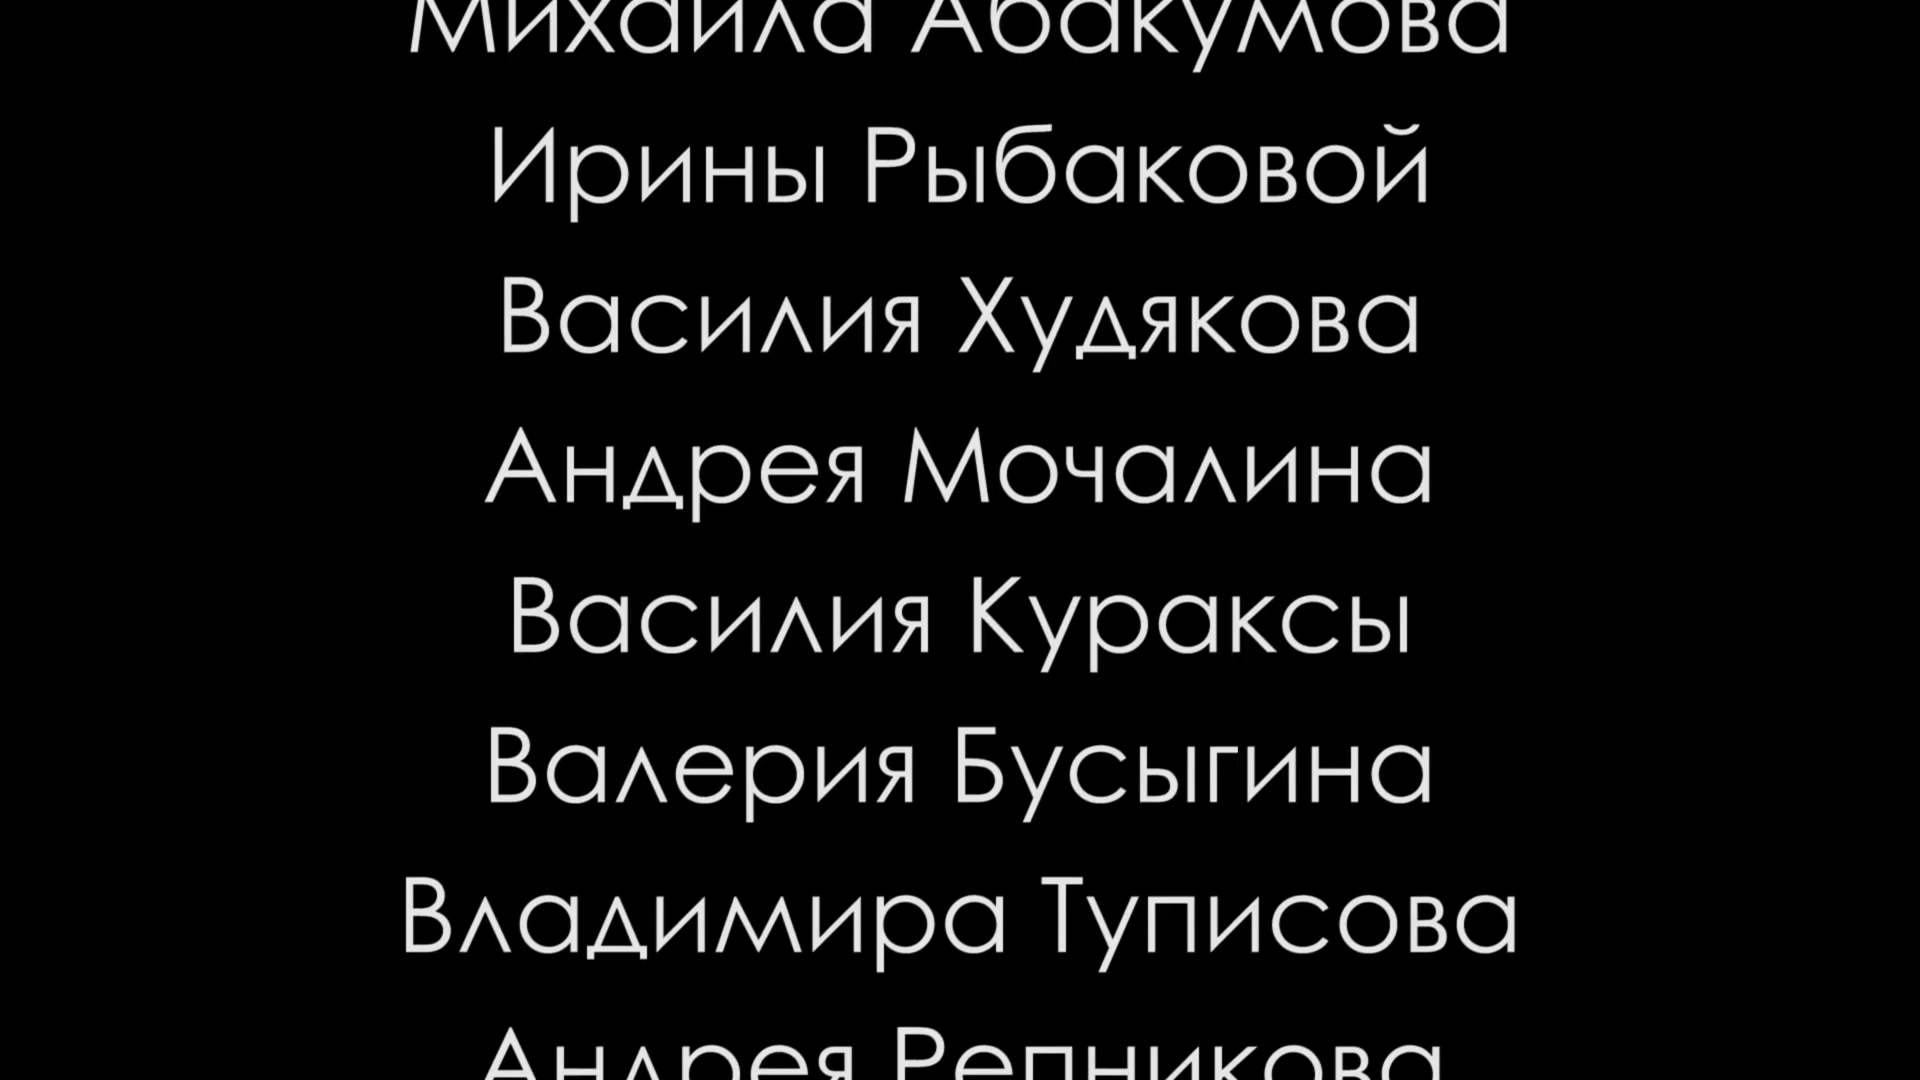 Михаила Абакумова
Ирины Рыбаковой
Василия Худякова
Андрея Мочалина
Василия Кураксы
Валерия Бусыгина
Владимира Туписова
Андрея Репникова